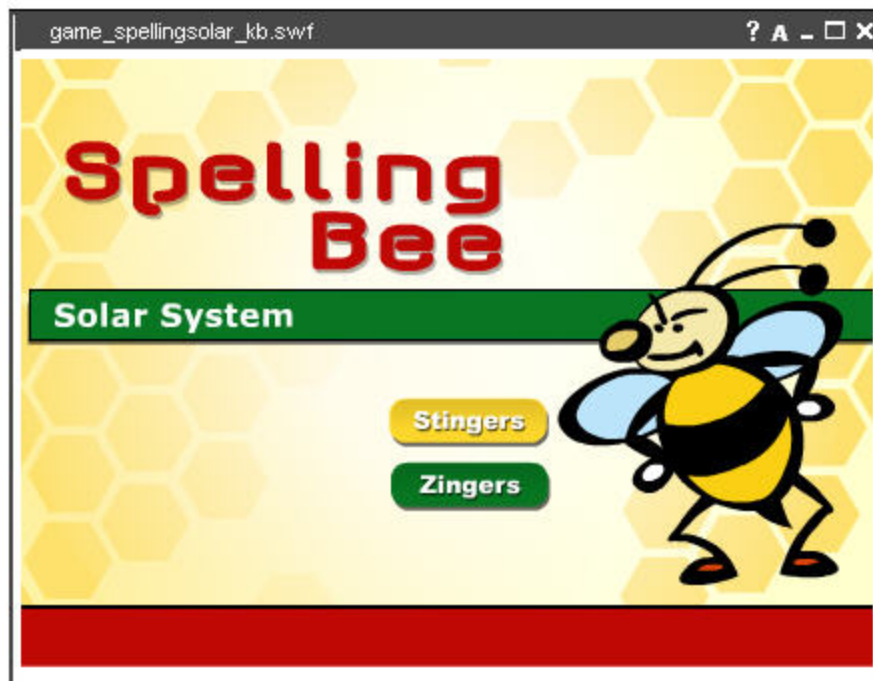 game_spellingsolar_kb.swf ? A
Spelling
Bee
Solar System
Stingers
Zingers